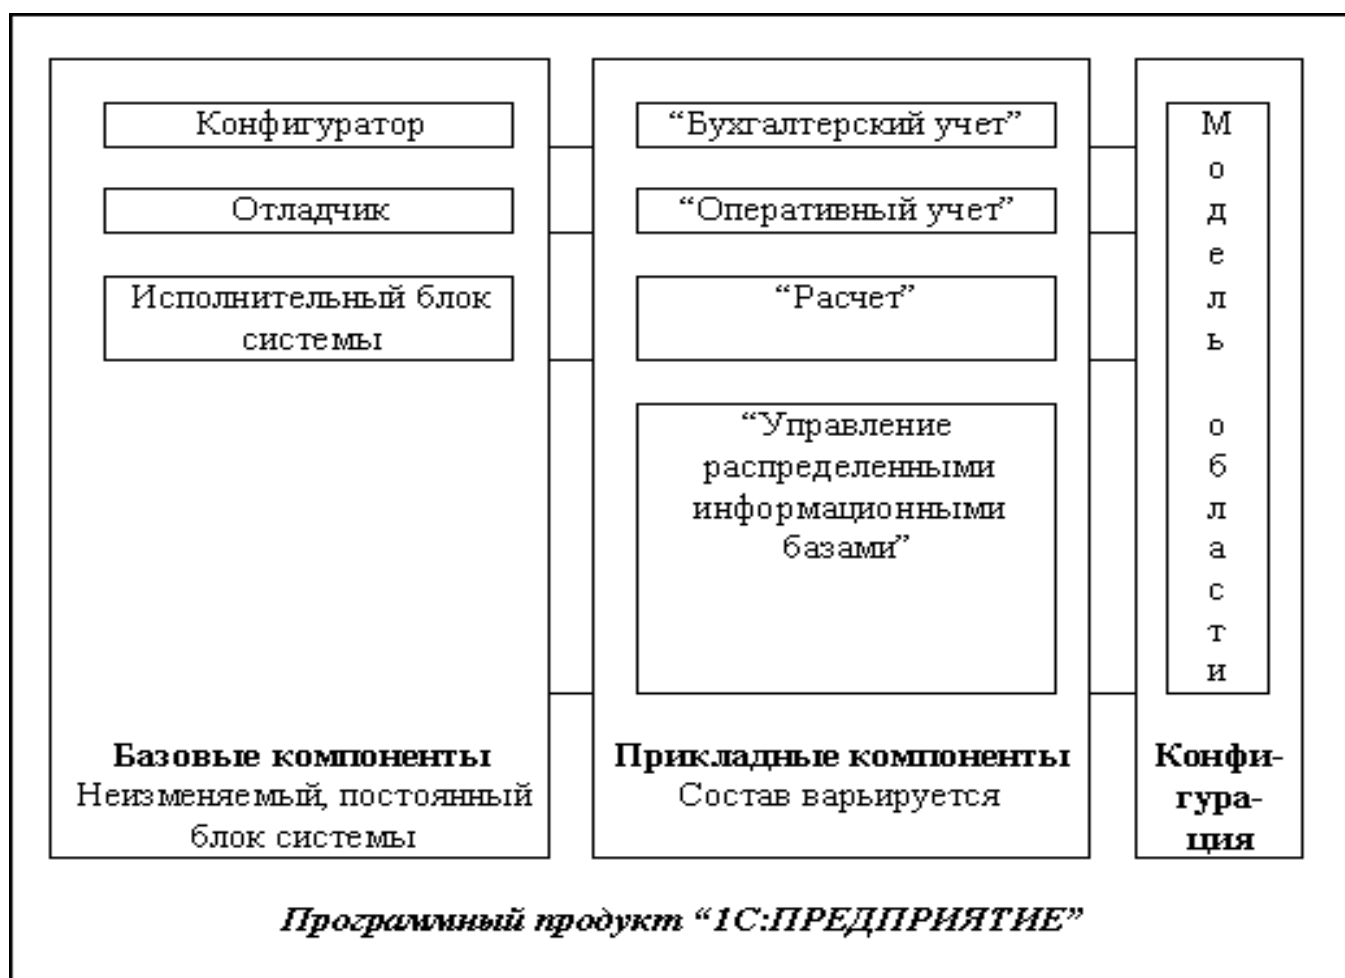 Конфигуратор
Отладчик
Исполнительный блок
системы
Базовые компоненты
Неизменяемый, постоянный
блок системы
“Бухгалтерский учет”
“Оперативный учет”
“Расчет”
“Управление
распределенными
информационными
базами”
Прикладные компоненты
Состав варьируется
М
о
д
е
л
ь
о
б
л
а
с
т
и
Конфи-
гура-
ция
Программный продукт “1С:ПРЕДПРИЯТИЕ”